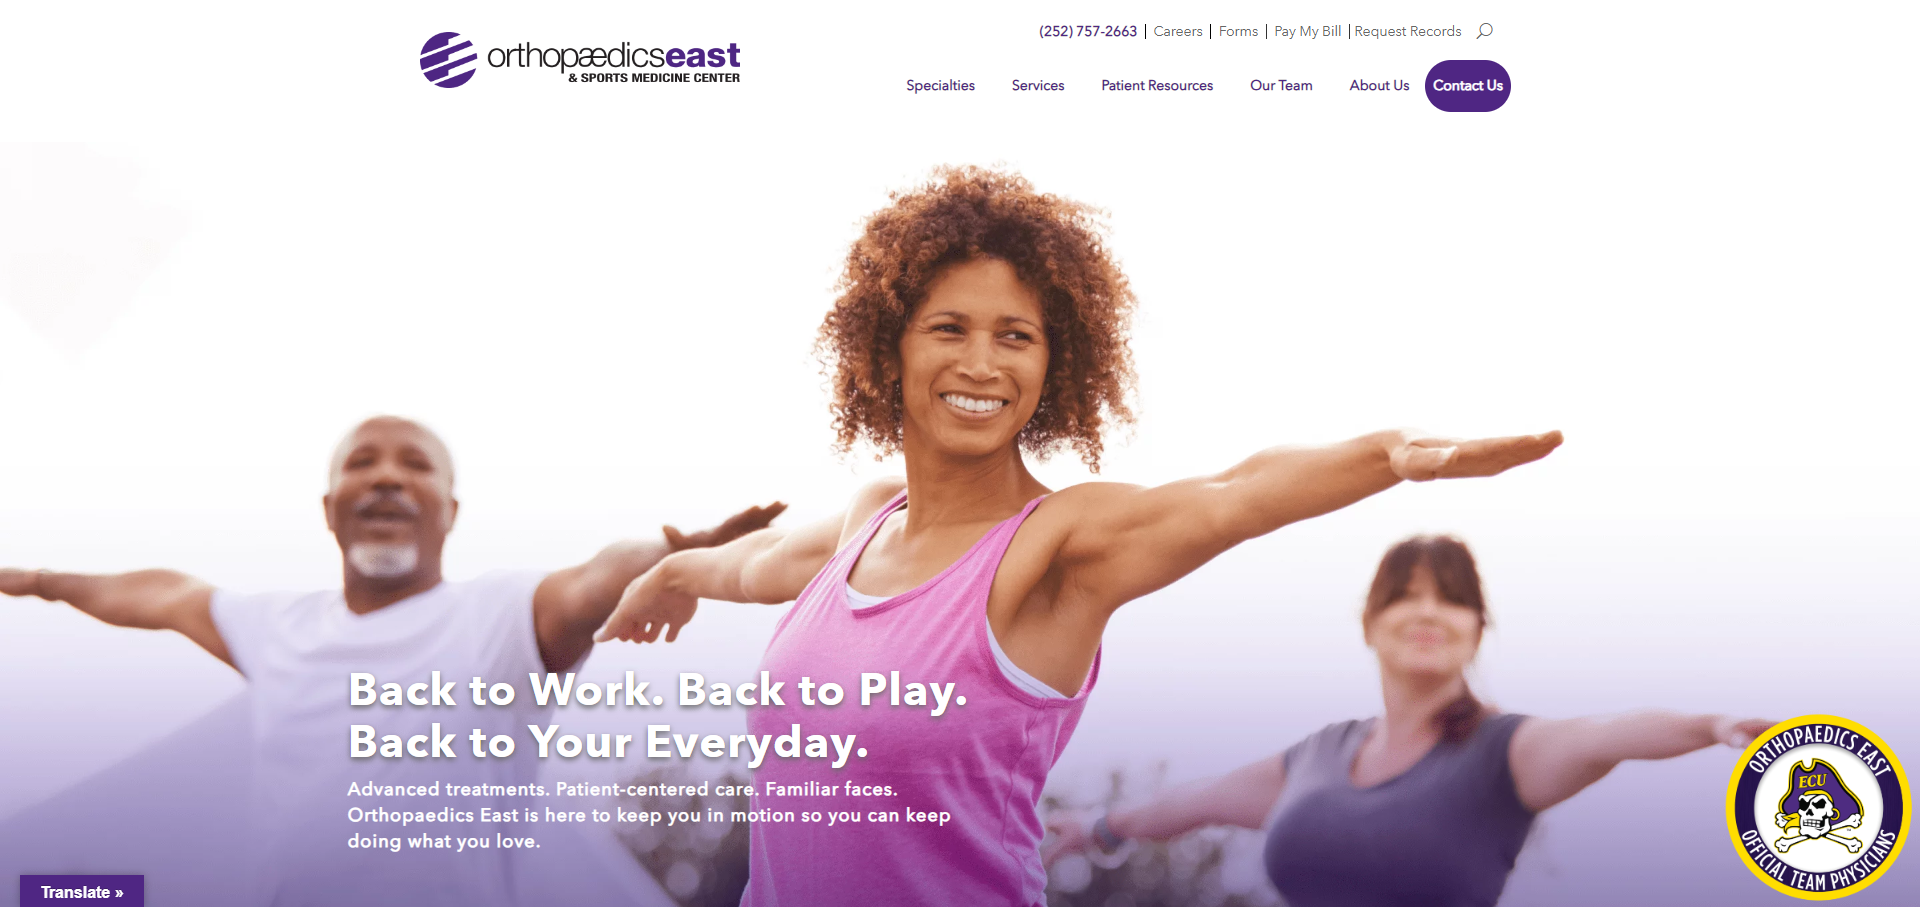 (252) 757-2663 | Careers | Forms | Pay My Bill | Request Records
orthopædicseast
& SPORTS MEDICINE CENTER
Specialties Services Patient Resources Our Team About Us Contact Us
Back to Work. Back to Play.
Back to Your Everyday.
Advanced treatments. Patient-centered care. Familiar faces.
Orthopaedics East is here to keep you in motion so you can keep
doing what you love.
ORTHOPAEDICS EAST
ECU
OFFICIAL TEAM PHYSICIANS
Translate »